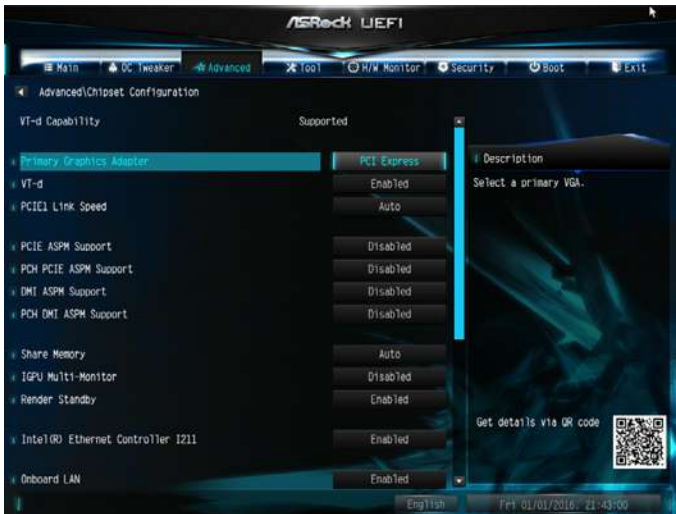 ASRock UEFI
Main OC Tweaker Advanced Tool H/W Monitor Security Boot Exit
Advanced\Chipset Configuration
VT-d Capability Supported
Primary Graphics Adapter PCI Express
VT-d Enabled
PCIE1 Link Speed Auto
PCIE ASPM Support Disabled
PCH PCIE ASPM Support Disabled
DMI ASPM Support Disabled
PCH DMI ASPM Support Disabled
Share Memory Auto
IGPU Multi-Monitor Disabled
Render Standby Enabled
Intel(R) Ethernet Controller I211 Enabled
Onboard LAN Enabled
Description
Select a primary VGA.
Get details via QR code
English Fri 01/01/2016, 21:43:00